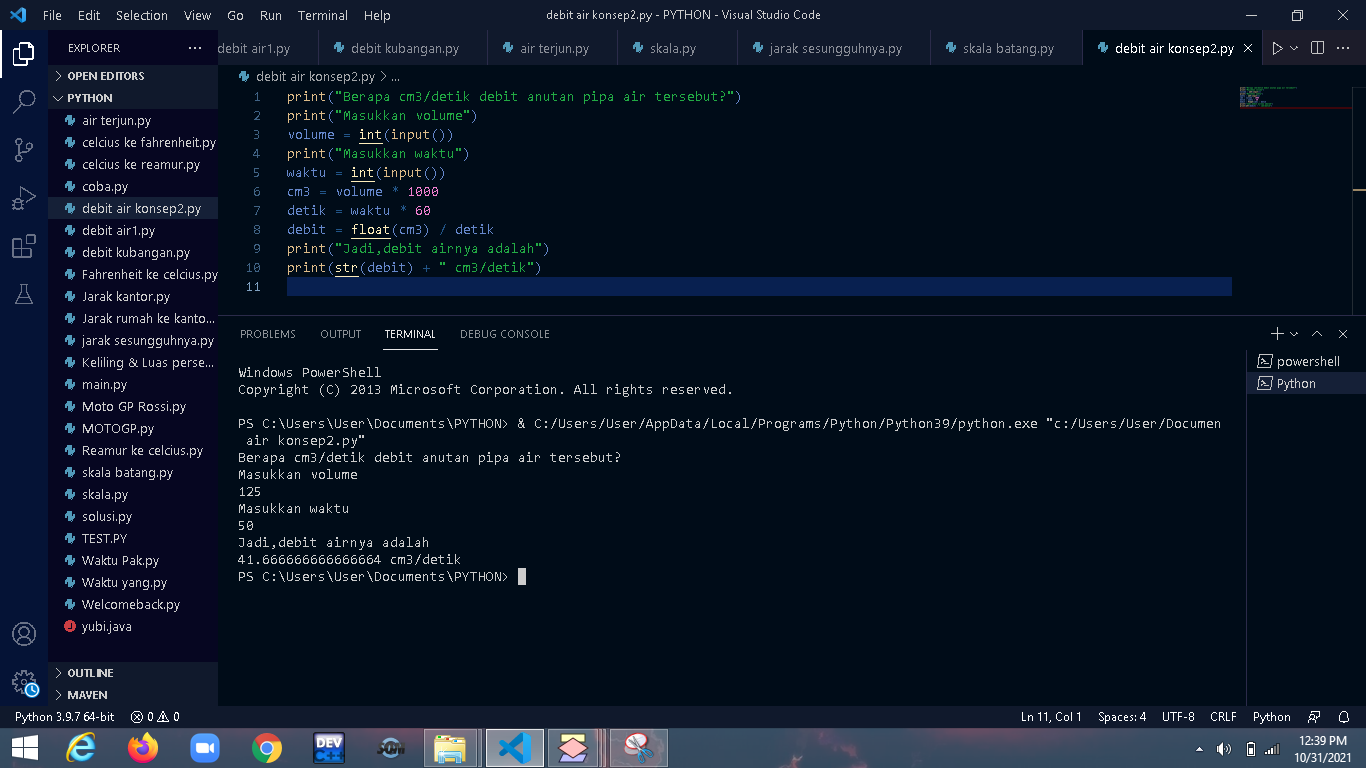 File Edit Selection View Go Run Terminal Help debit air konsep2.py - PYTHON - Visual Studio Code
EXPLORER
OPEN EDITORS
PYTHON
air terjun.py
celcius ke fahrenheit.py
celcius ke reamur.py
coba.py
debit air konsep2.py
debit air1.py
debit kubangan.py
Fahrenheit ke celcius.py
Jarak kantor.py
Jarak rumah ke kanto...
jarak sesungguhnya.py
Keliling & Luas perse...
main.py
Moto GP Rossi.py
MOTOGP.py
Reamur ke celcius.py
skala batang.py
skala.py
solusi.py
TEST.PY
Waktu Pak.py
Waktu yang.py
Welcomeback.py
yubi.java
OUTLINE
MAVEN
debit air1.py debit kubangan.py air terjun.py skala.py jarak sesungguhnya.py skala batang.py debit air konsep2.py
debit air konsep2.py > ...
1 print("Berapa cm3/detik debit anutan pipa air tersebut?")
2 print("Masukkan volume")
3 volume = int(input())
4 print("Masukkan waktu")
5 waktu = int(input())
6 cm3 = volume * 1000
7 detik = waktu * 60
8 debit = float(cm3) / detik
9 print("Jadi,debit airnya adalah")
10 print(str(debit) + " cm3/detik")
11
PROBLEMS OUTPUT TERMINAL DEBUG CONSOLE
powershell
Python
Windows PowerShell
Copyright (C) 2013 Microsoft Corporation. All rights reserved.
PS C:\Users\User\Documents\PYTHON> & C:/Users/User/AppData/Local/Programs/Python/Python39/python.exe "c:/Users/User/Documen
air konsep2.py"
Berapa cm3/detik debit anutan pipa air tersebut?
Masukkan volume
125
Masukkan waktu
50
Jadi,debit airnya adalah
41.666666666666664 cm3/detik
PS C:\Users\User\Documents\PYTHON>
Python 3.9.7 64-bit 0 0 Ln 11, Col 1 Spaces: 4 UTF-8 CRLF Python
DEV C++
12:39 PM
10/31/2021